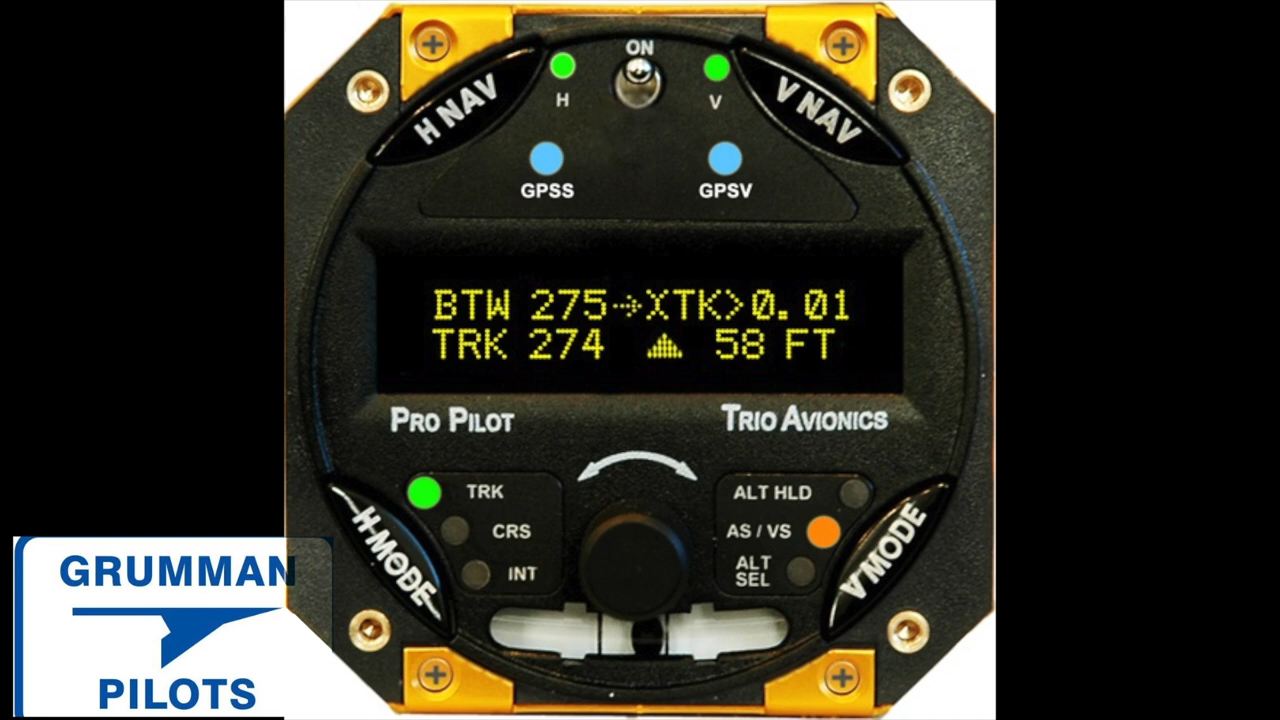 ON
H NAV
H
V
V NAV
GPSS
GPSV
BTW 275→XTK>0.01
TRK 274 ▲ 58 FT
PRO PILOT
TRIO AVIONICS
TRK
CRS
INT
ALT HLD
AS / VS
ALT
SEL
H MODE
V MODE
GRUMMAN
PILOTS